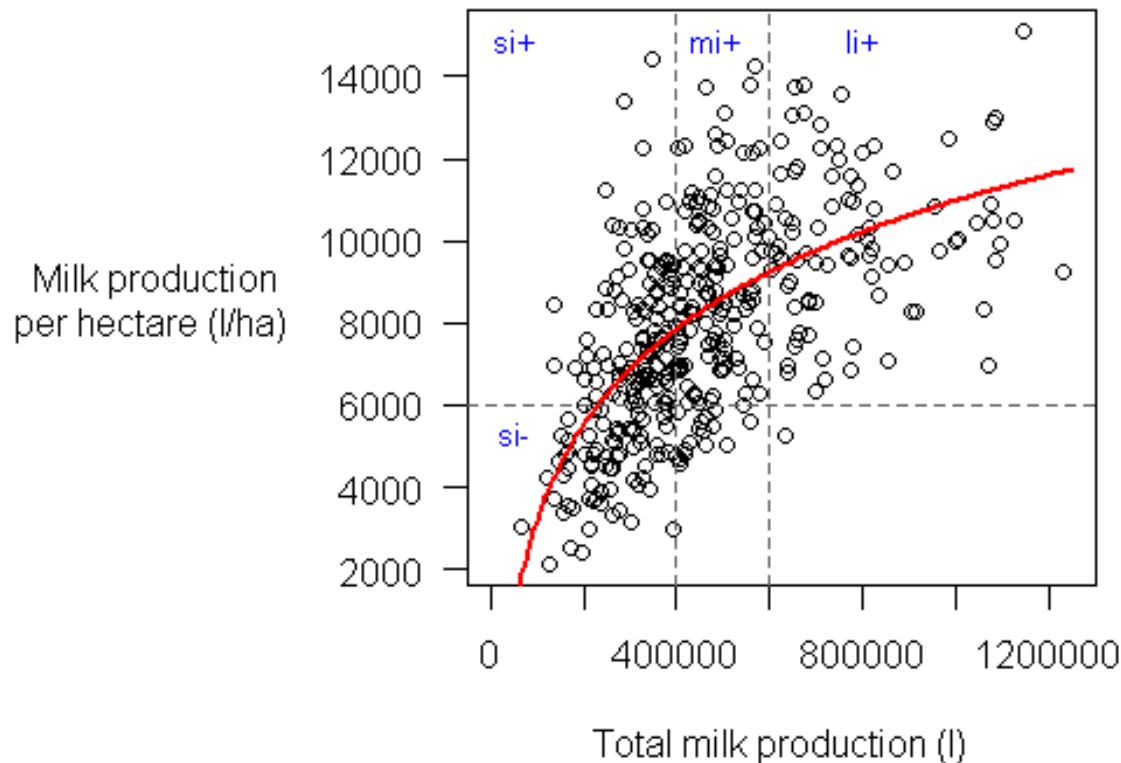 si+ mi+ li+
14000
12000
10000
Milk production
per hectare (l/ha)
8000
6000
si-
4000
2000
0 400000 800000 1200000
Total milk production (l)